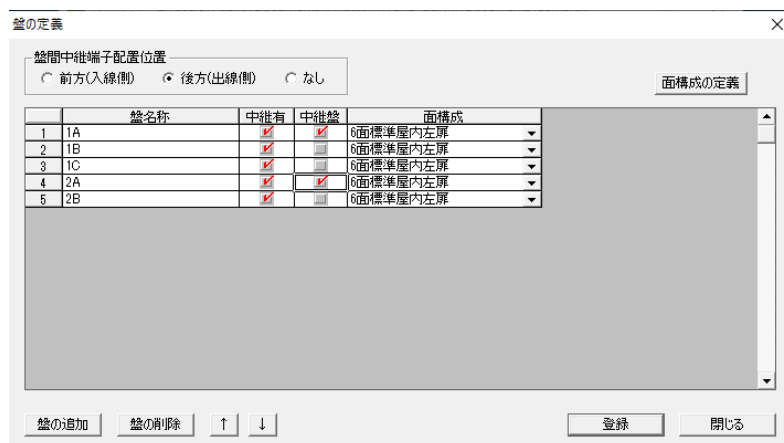 盤の定義
盤間中継端子配置位置
前方(入線側) 後方(出線側) なし
面構成の定義
盤名称 中継有 中継盤 面構成
1 1A 6面標準屋内左扉
2 1B 6面標準屋内左扉
3 1C 6面標準屋内左扉
4 2A 6面標準屋内左扉
5 2B 6面標準屋内左扉
盤の追加 盤の削除 ↑ ↓ 登録 閉じる